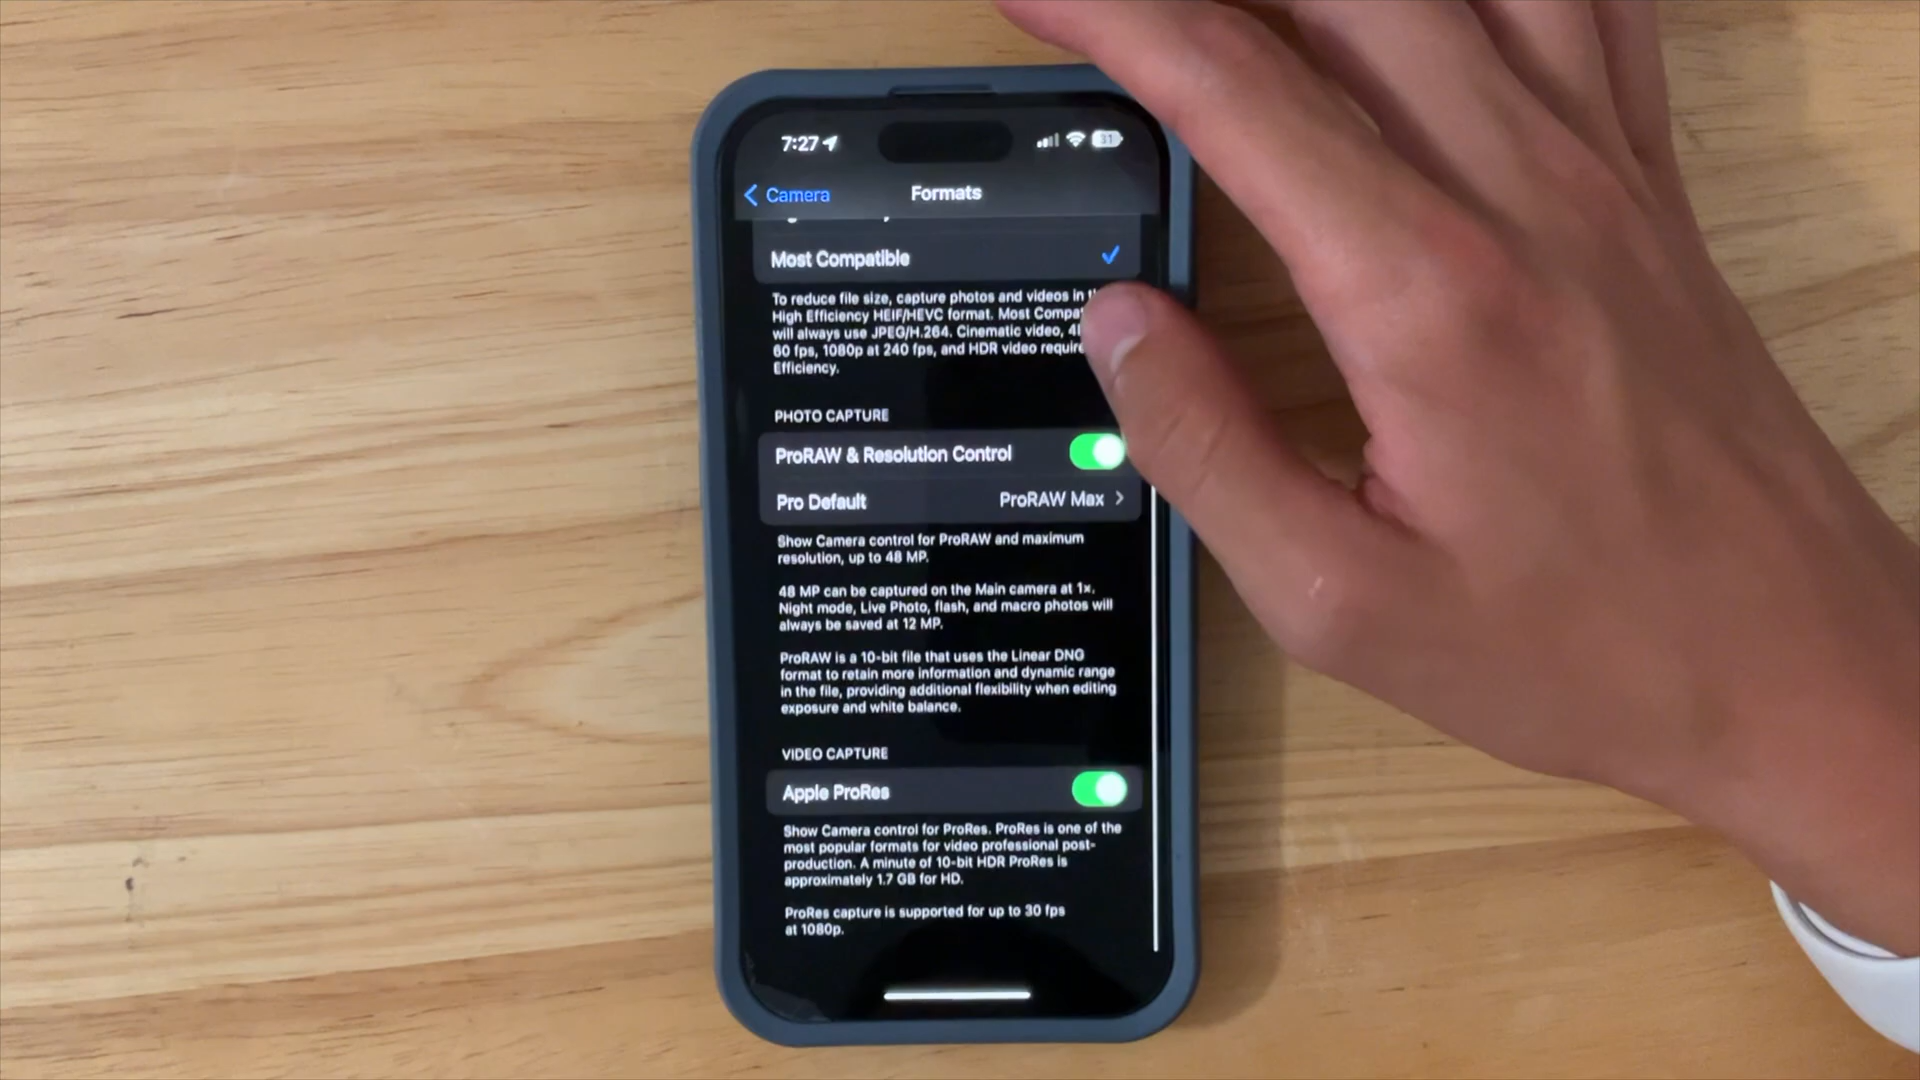 7:27
31
Camera
Formats
Most Compatible
To reduce file size, capture photos and videos in
High Efficiency HEIF/HEVC format. Most
will always use JPEG/H.264. Cinematic video,
60 fps, 1080p at 240 fps, and HDR video
Efficiency.
PHOTO CAPTURE
ProRAW & Resolution Control
Pro Default ProRAW Max
Show Camera control for ProRAW and maximum
resolution, up to 48 MP.
48 MP can be captured on the Main camera at 1x.
Night mode, Live Photo, flash, and macro photos will
always be saved at 12 MP.
ProRAW is a 10-bit file that uses the Linear DNG
format to retain more information and dynamic range
in the file, providing additional flexibility when editing
exposure and white balance.
VIDEO CAPTURE
Apple ProRes
Show Camera control for ProRes. ProRes is one of the
most popular formats for video professional post-
production. A minute of 10-bit HDR ProRes is
approximately 1.7 GB for HD.
ProRes capture is supported for up to 30 fps
at 1080p.